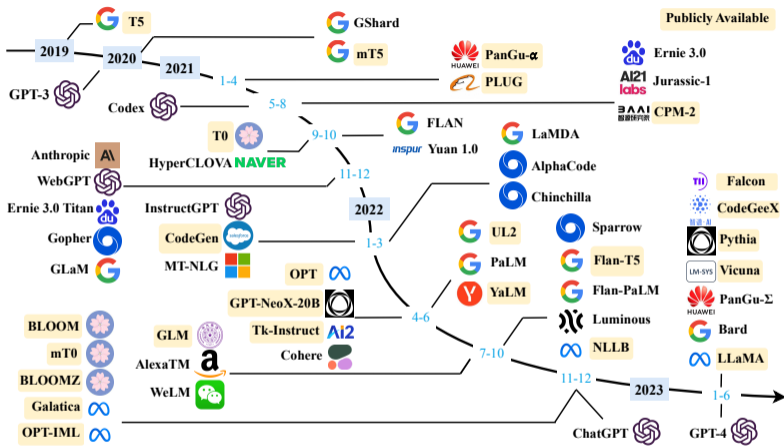 Publicly Available
T5
GShard
mT5
2019
2020
2021
GPT-3
Codex
1-4
HUAWEI
PanGu-α
PLUG
5-8
Ernie 3.0
AI21 labs
Jurassic-1
BAAI
CPM-2
T0
HyperCLOVA NAVER
9-10
FLAN
inspur Yuan 1.0
Anthropic
WebGPT
11-12
LaMDA
AlphaCode
Chinchilla
2022
Ernie 3.0 Titan
Gopher
GLaM
InstructGPT
CodeGen
MT-NLG
1-3
OPT
GPT-NeoX-20B
Tk-Instruct AI2
Cohere
4-6
UL2
PaLM
YaLM
Sparrow
Flan-T5
Flan-PaLM
Luminous
NLLB
TII
Falcon
CodeGeeX
Pythia
LM-SYS
Vicuna
HUAWEI
PanGu-Σ
Bard
LLaMA
BLOOM
mT0
BLOOMZ
Galatica
OPT-IML
GLM
AlexaTM
WeLM
7-10
11-12
ChatGPT
2023
1-6
GPT-4